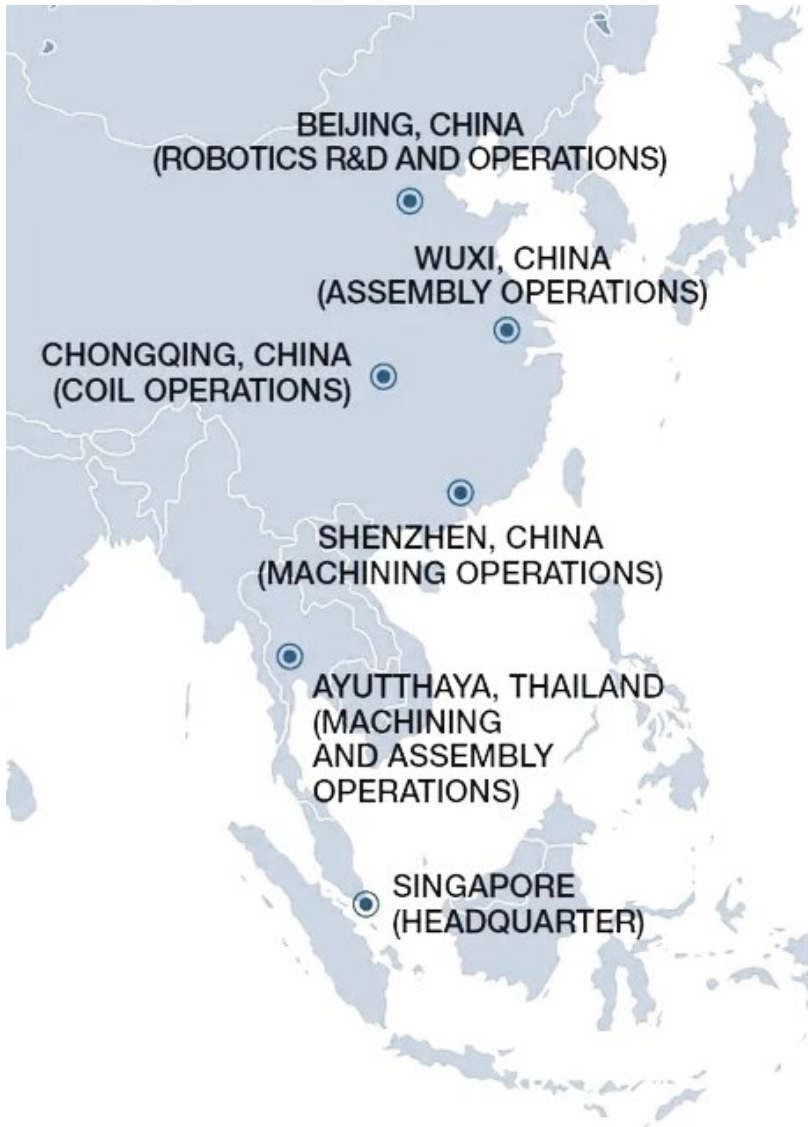 BEIJING, CHINA
(ROBOTICS R&D AND OPERATIONS)
WUXI, CHINA
(ASSEMBLY OPERATIONS)
CHONGQING, CHINA
(COIL OPERATIONS)
SHENZHEN, CHINA
(MACHINING OPERATIONS)
AYUTTHAYA, THAILAND
(MACHINING
AND ASSEMBLY
OPERATIONS)
SINGAPORE
(HEADQUARTER)